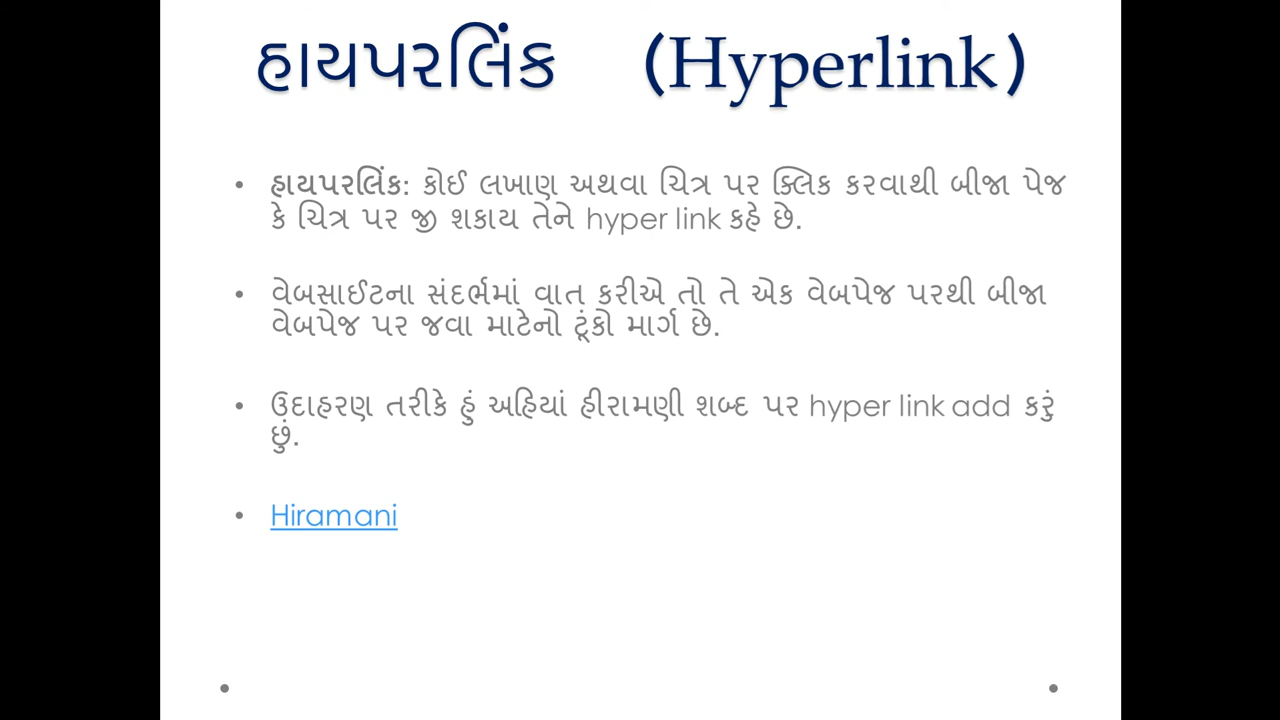 હાયપરલિંક (Hyperlink)
• હાયપરલિંક: કોઈ લખાણ અથવા ચિત્ર પર ક્લિક કરવાથી બીજા પેજ
કે ચિત્ર પર જી શકાય તેને hyper link કહે છે.
• વેબસાઈટના સંદર્ભમાં વાત કરીએ તો તે એક વેબપેજ પરથી બીજા
વેબપેજ પર જવા માટેનો ટૂંકો માર્ગ છે.
• ઉદાહરણ તરીકે હું અહિયાં હીરામણી શબ્દ પર hyper link add કરું
છું.
• Hiramani